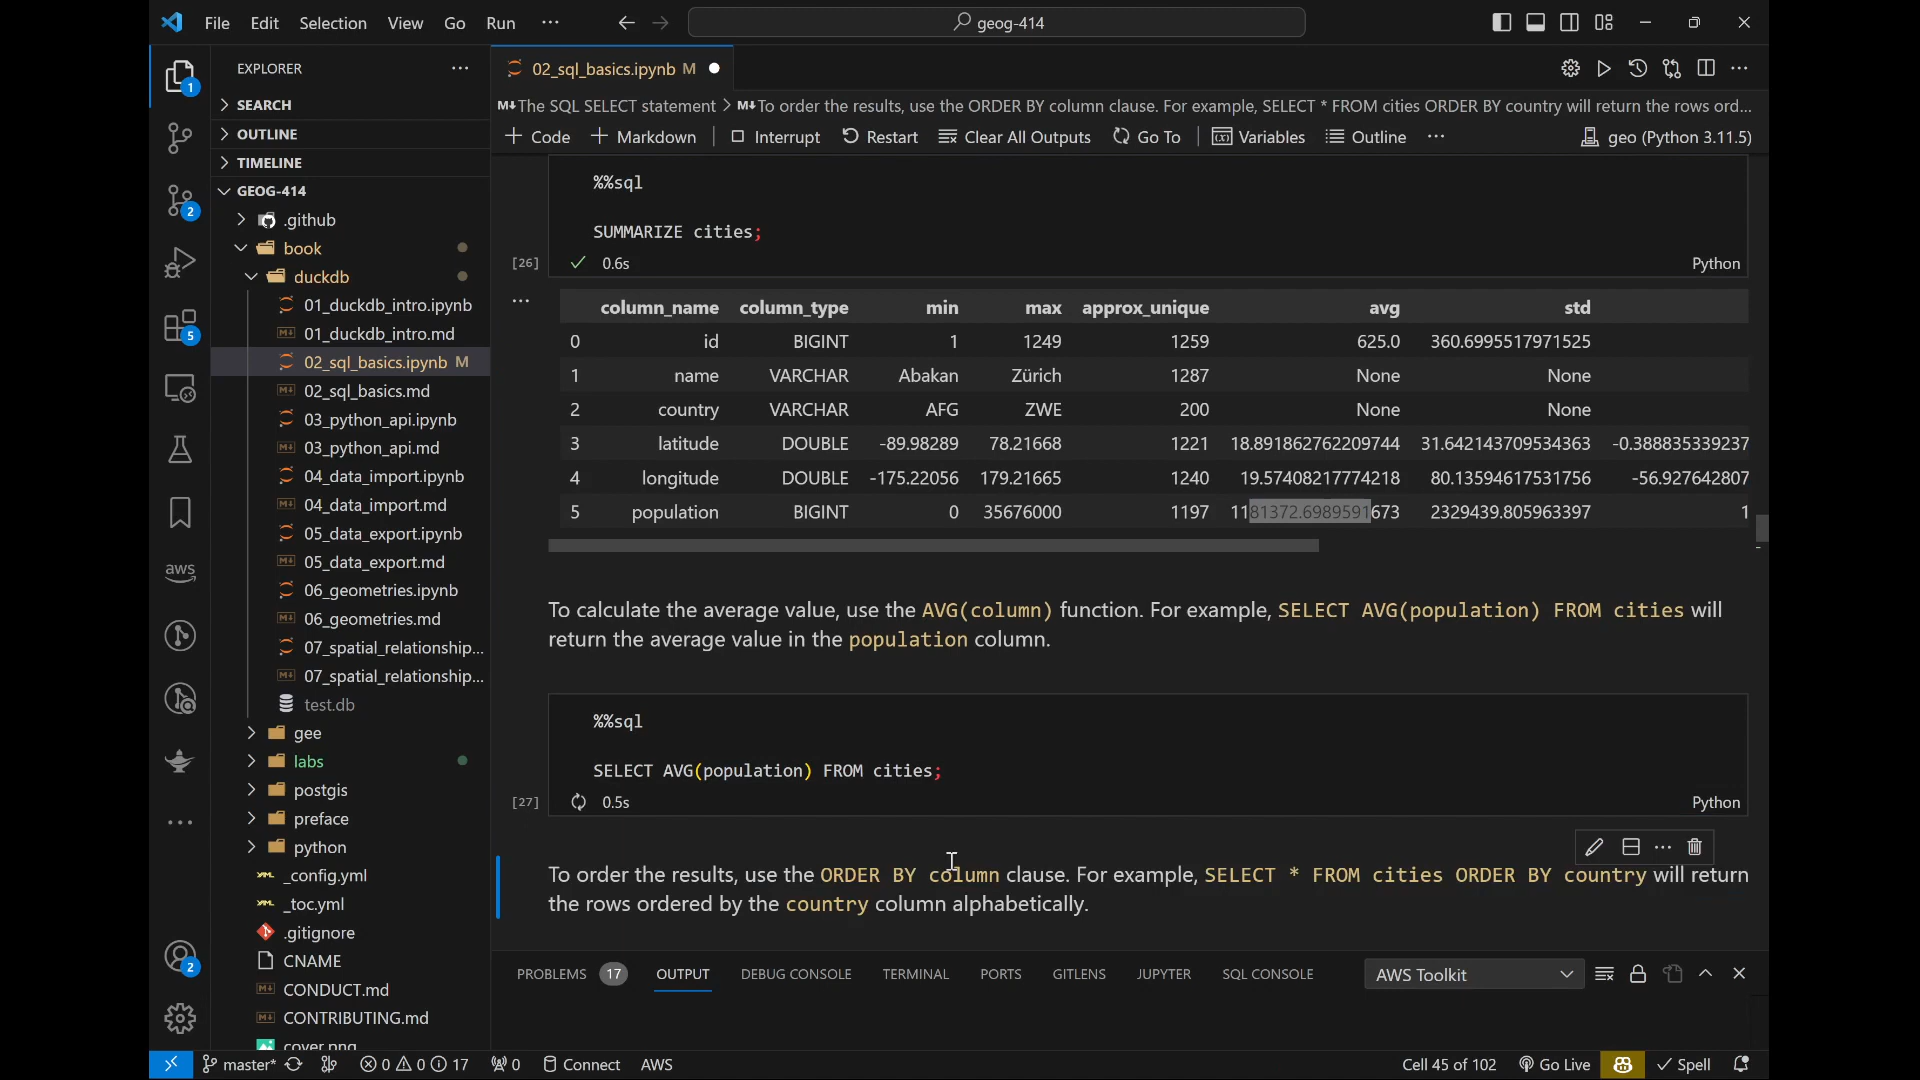 File Edit Selection View Go Run ··· geog-414
EXPLORER
SEARCH
OUTLINE
TIMELINE
GEOG-414
.github
book
duckdb
01_duckdb_intro.ipynb
01_duckdb_intro.md
02_sql_basics.ipynb M
02_sql_basics.md
03_python_api.ipynb
03_python_api.md
04_data_import.ipynb
04_data_import.md
05_data_export.ipynb
05_data_export.md
06_geometries.ipynb
06_geometries.md
07_spatial_relationship...
07_spatial_relationship...
test.db
gee
labs
postgis
preface
python
_config.yml
_toc.yml
.gitignore
CNAME
CONDUCT.md
CONTRIBUTING.md
cover.png
1
2
5
aws
2
02_sql_basics.ipynb M
M↓The SQL SELECT statement > M↓To order the results, use the ORDER BY column clause. For example, SELECT * FROM cities ORDER BY country will return the rows ord...
+ Code + Markdown Interrupt Restart Clear All Outputs Go To Variables Outline ··· geo (Python 3.11.5)
%%sql
SUMMARIZE cities;
[26] 0.6s Python
column_name column_type min max approx_unique avg std
0 id BIGINT 1 1249 1259 625.0 360.6995517971525
1 name VARCHAR Abakan Zürich 1287 None None
2 country VARCHAR AFG ZWE 200 None None
3 latitude DOUBLE -89.98289 78.21668 1221 18.891862762209744 31.642143709534363 -0.388835339237
4 longitude DOUBLE -175.22056 179.21665 1240 19.57408217774218 80.13594617531756 -56.927642807
5 population BIGINT 0 35676000 1197 1181372.6989591673 2329439.805963397 1
To calculate the average value, use the AVG(column) function. For example, SELECT AVG(population) FROM cities will
return the average value in the population column.
%%sql
SELECT AVG(population) FROM cities;
[27] 0.5s Python
To order the results, use the ORDER BY column clause. For example, SELECT * FROM cities ORDER BY country will return
the rows ordered by the country column alphabetically.
PROBLEMS 17 OUTPUT DEBUG CONSOLE TERMINAL PORTS GITLENS JUPYTER SQL CONSOLE AWS Toolkit
master* 0 0 17 0 Connect AWS Cell 45 of 102 Go Live Spell